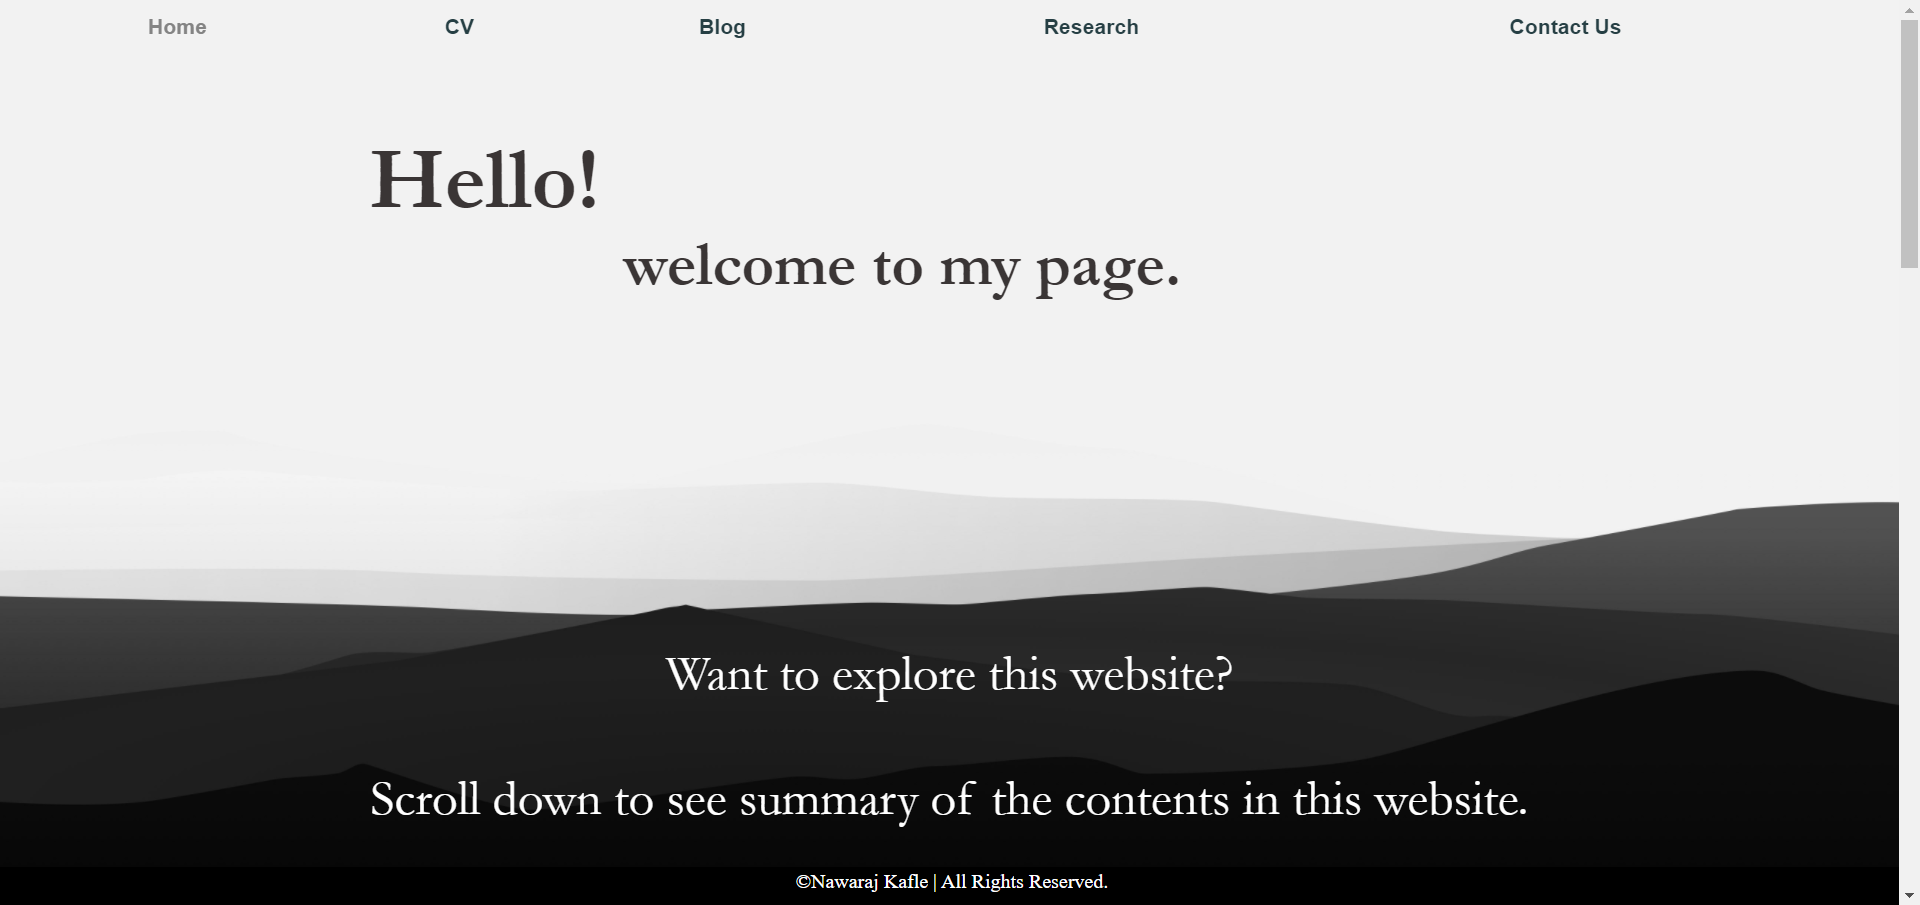 Home CV Blog Research Contact Us
Hello!
welcome to my page.
Want to explore this website?
Scroll down to see summary of the contents in this website.
©Nawaraj Kafle | All Rights Reserved.